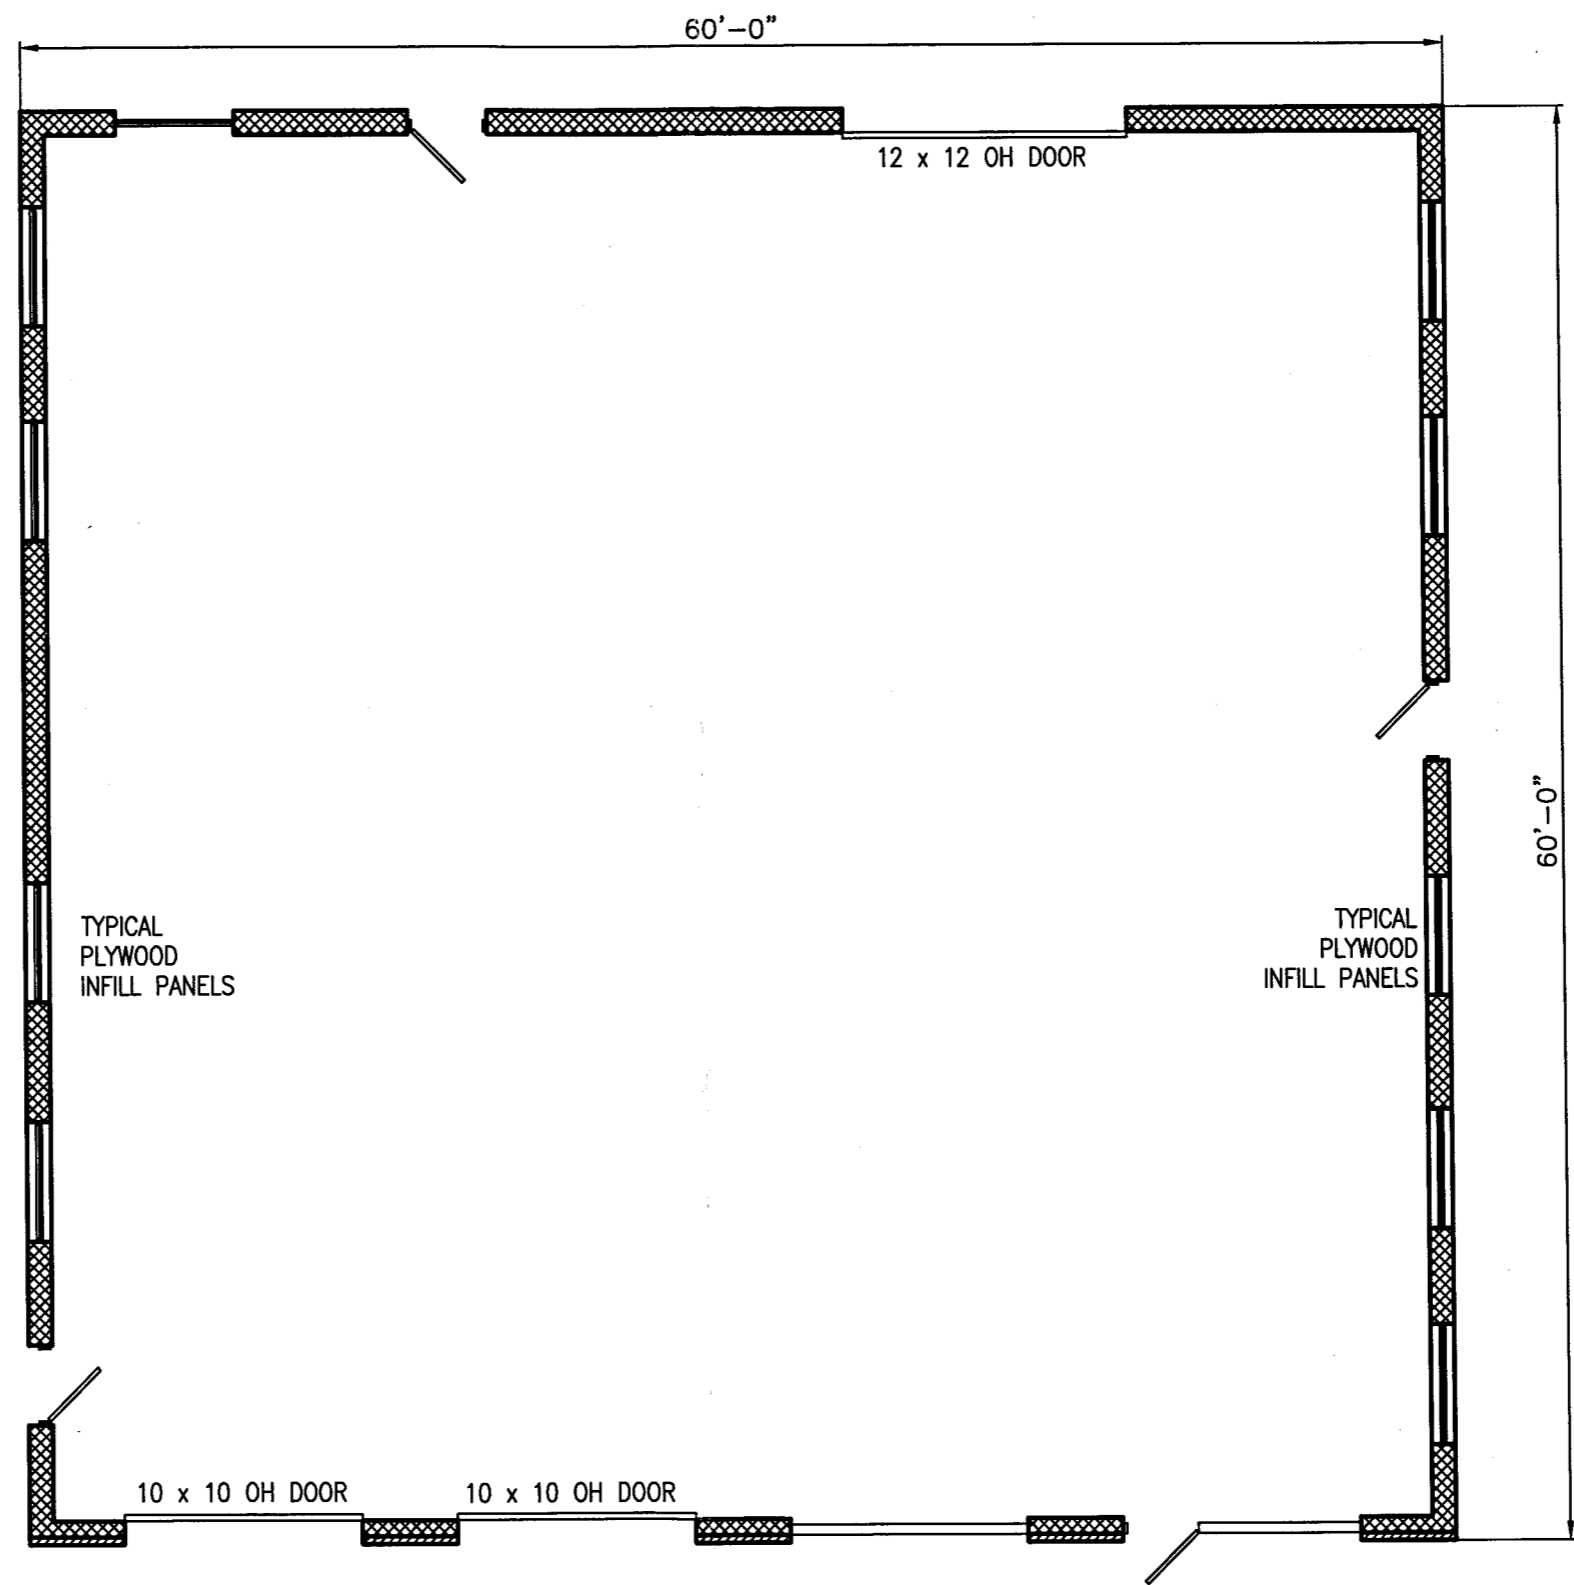 60'-0"
12 x 12 OH DOOR
60'-0"
TYPICAL
PLYWOOD
INFILL PANELS
TYPICAL
PLYWOOD
INFILL PANELS
10 x 10 OH DOOR
10 x 10 OH DOOR